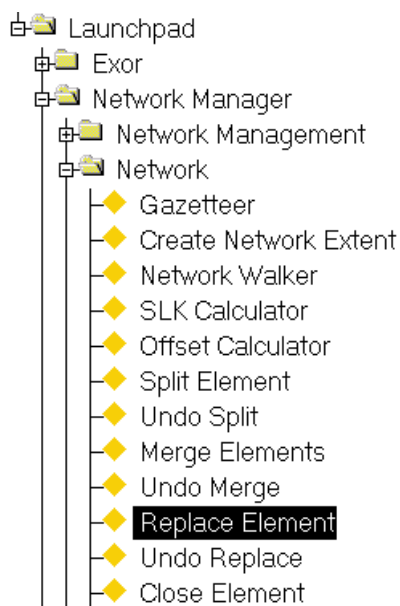 Launchpad
Exor
Network Manager
Network Management
Network
Gazetteer
Create Network Extent
Network Walker
SLK Calculator
Offset Calculator
Split Element
Undo Split
Merge Elements
Undo Merge
Replace Element
Undo Replace
Close Element